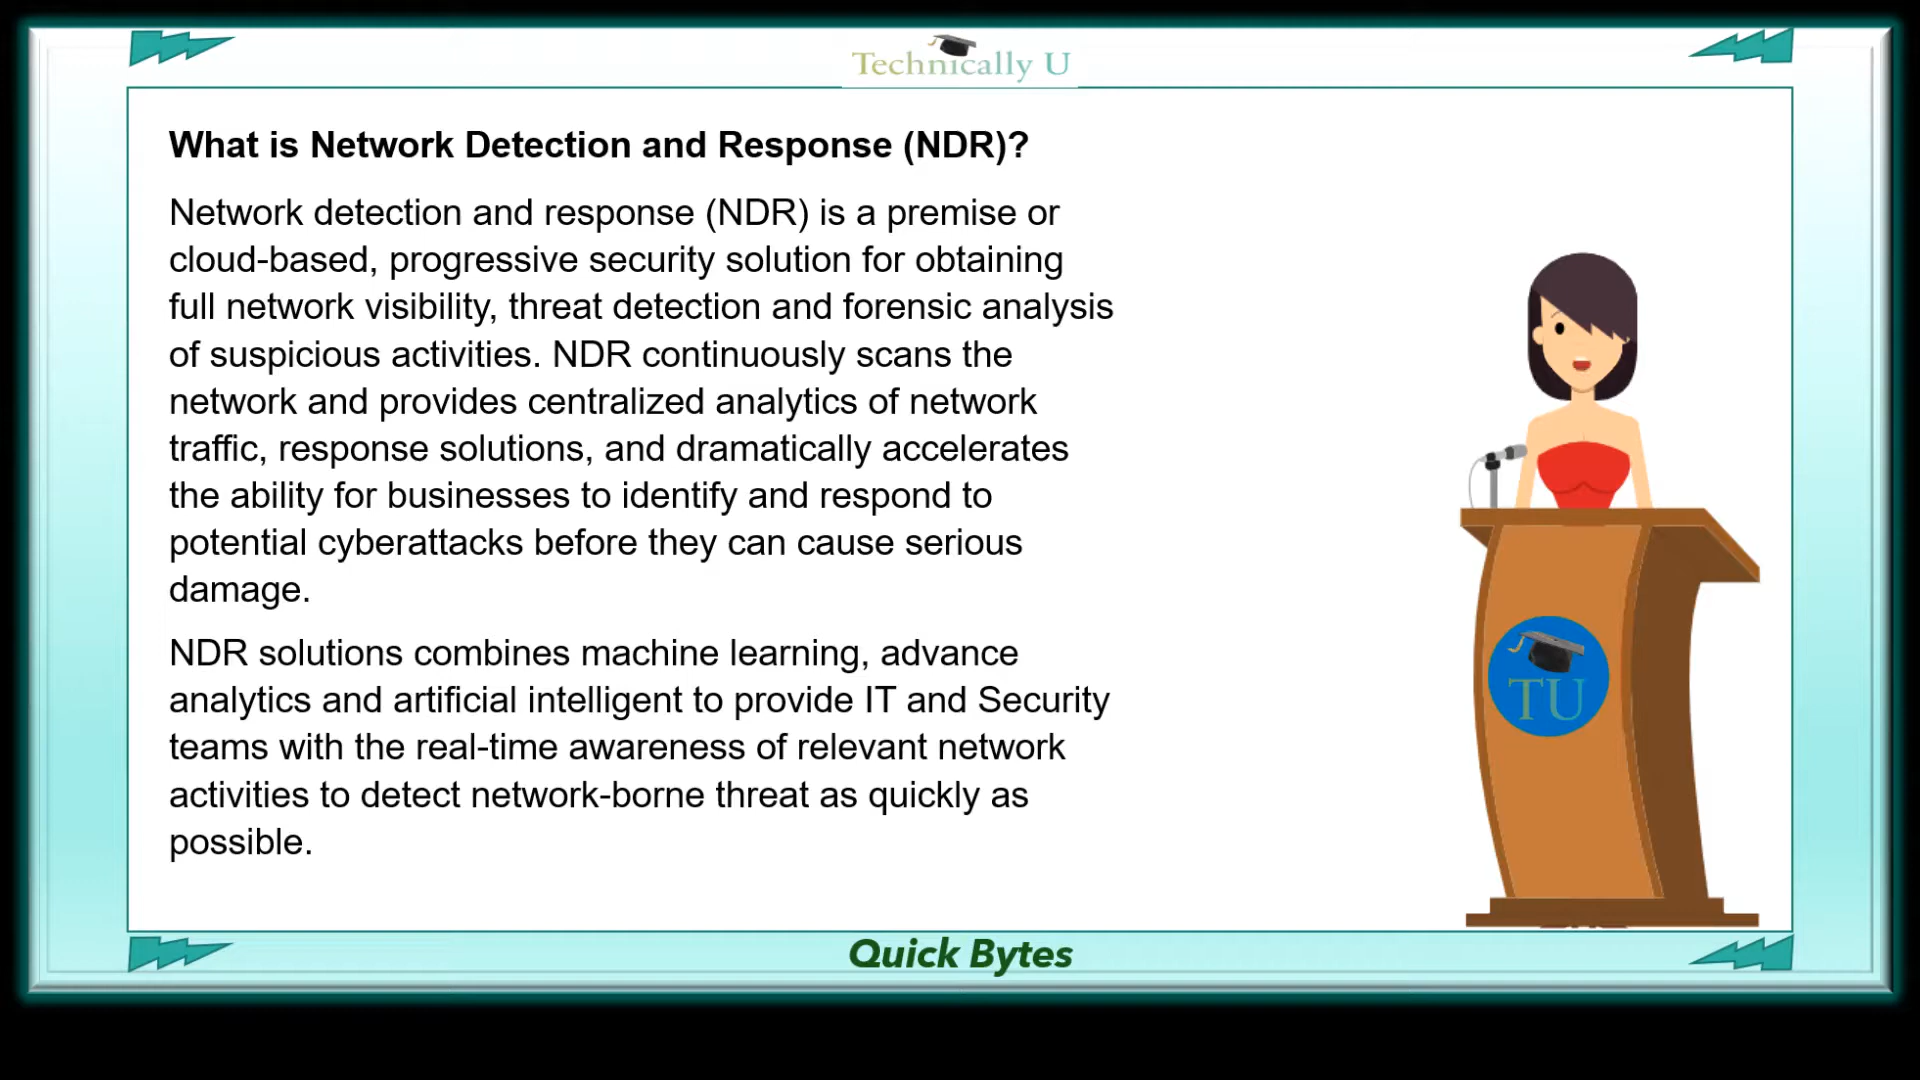 Technically U
What is Network Detection and Response (NDR)?
Network detection and response (NDR) is a premise or
cloud-based, progressive security solution for obtaining
full network visibility, threat detection and forensic analysis
of suspicious activities. NDR continuously scans the
network and provides centralized analytics of network
traffic, response solutions, and dramatically accelerates
the ability for businesses to identify and respond to
potential cyberattacks before they can cause serious
damage.
NDR solutions combines machine learning, advance
analytics and artificial intelligent to provide IT and Security
teams with the real-time awareness of relevant network
activities to detect network-borne threat as quickly as
possible.
TU
Quick Bytes